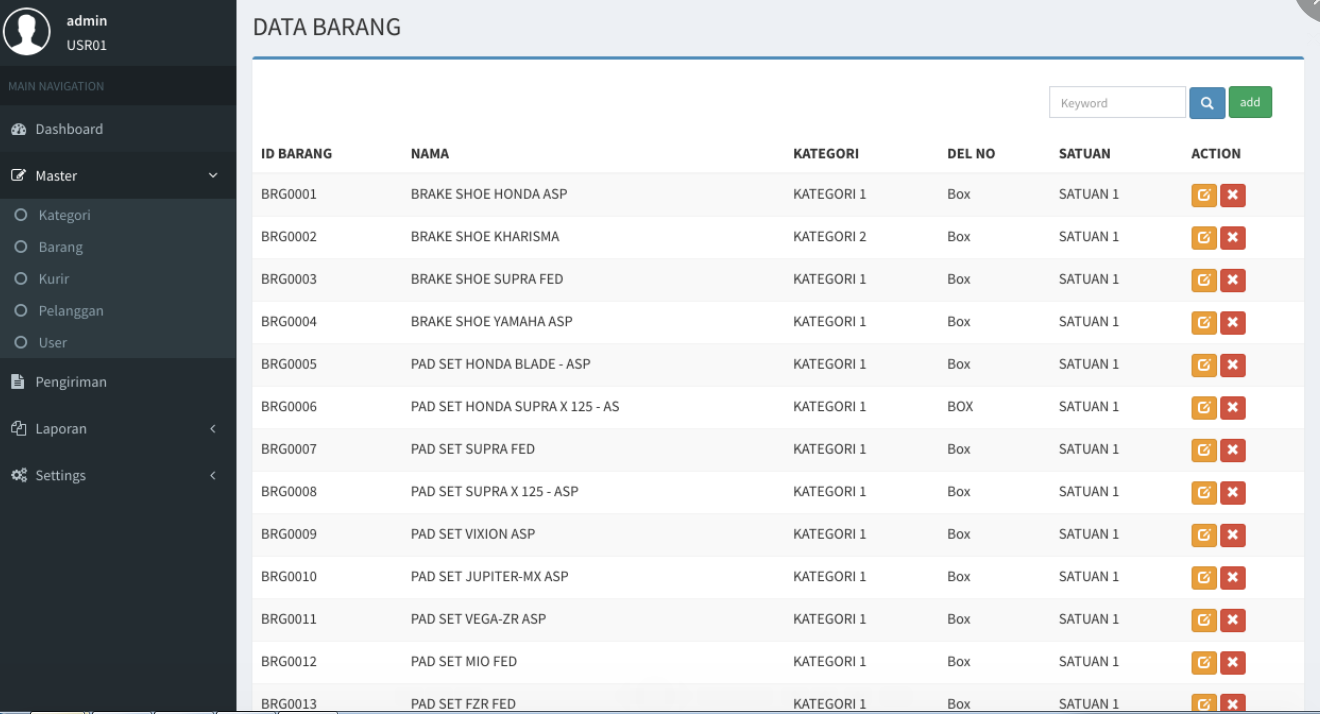 admin
USR01
MAIN NAVIGATION
Dashboard
Master
Kategori
Barang
Kurir
Pelanggan
User
Pengiriman
Laporan
Settings
DATA BARANG
Keyword
add
ID BARANG NAMA KATEGORI DEL NO SATUAN ACTION
BRG0001 BRAKE SHOE HONDA ASP KATEGORI 1 Box SATUAN 1
BRG0002 BRAKE SHOE KHARISMA KATEGORI 2 Box SATUAN 1
BRG0003 BRAKE SHOE SUPRA FED KATEGORI 1 Box SATUAN 1
BRG0004 BRAKE SHOE YAMAHA ASP KATEGORI 1 Box SATUAN 1
BRG0005 PAD SET HONDA BLADE - ASP KATEGORI 1 Box SATUAN 1
BRG0006 PAD SET HONDA SUPRA X 125 - AS KATEGORI 1 BOX SATUAN 1
BRG0007 PAD SET SUPRA FED KATEGORI 1 Box SATUAN 1
BRG0008 PAD SET SUPRA X 125 - ASP KATEGORI 1 Box SATUAN 1
BRG0009 PAD SET VIXION ASP KATEGORI 1 Box SATUAN 1
BRG0010 PAD SET JUPITER-MX ASP KATEGORI 1 Box SATUAN 1
BRG0011 PAD SET VEGA-ZR ASP KATEGORI 1 Box SATUAN 1
BRG0012 PAD SET MIO FED KATEGORI 1 Box SATUAN 1
BRG0013 PAD SET FZR FED KATEGORI 1 Box SATUAN 1